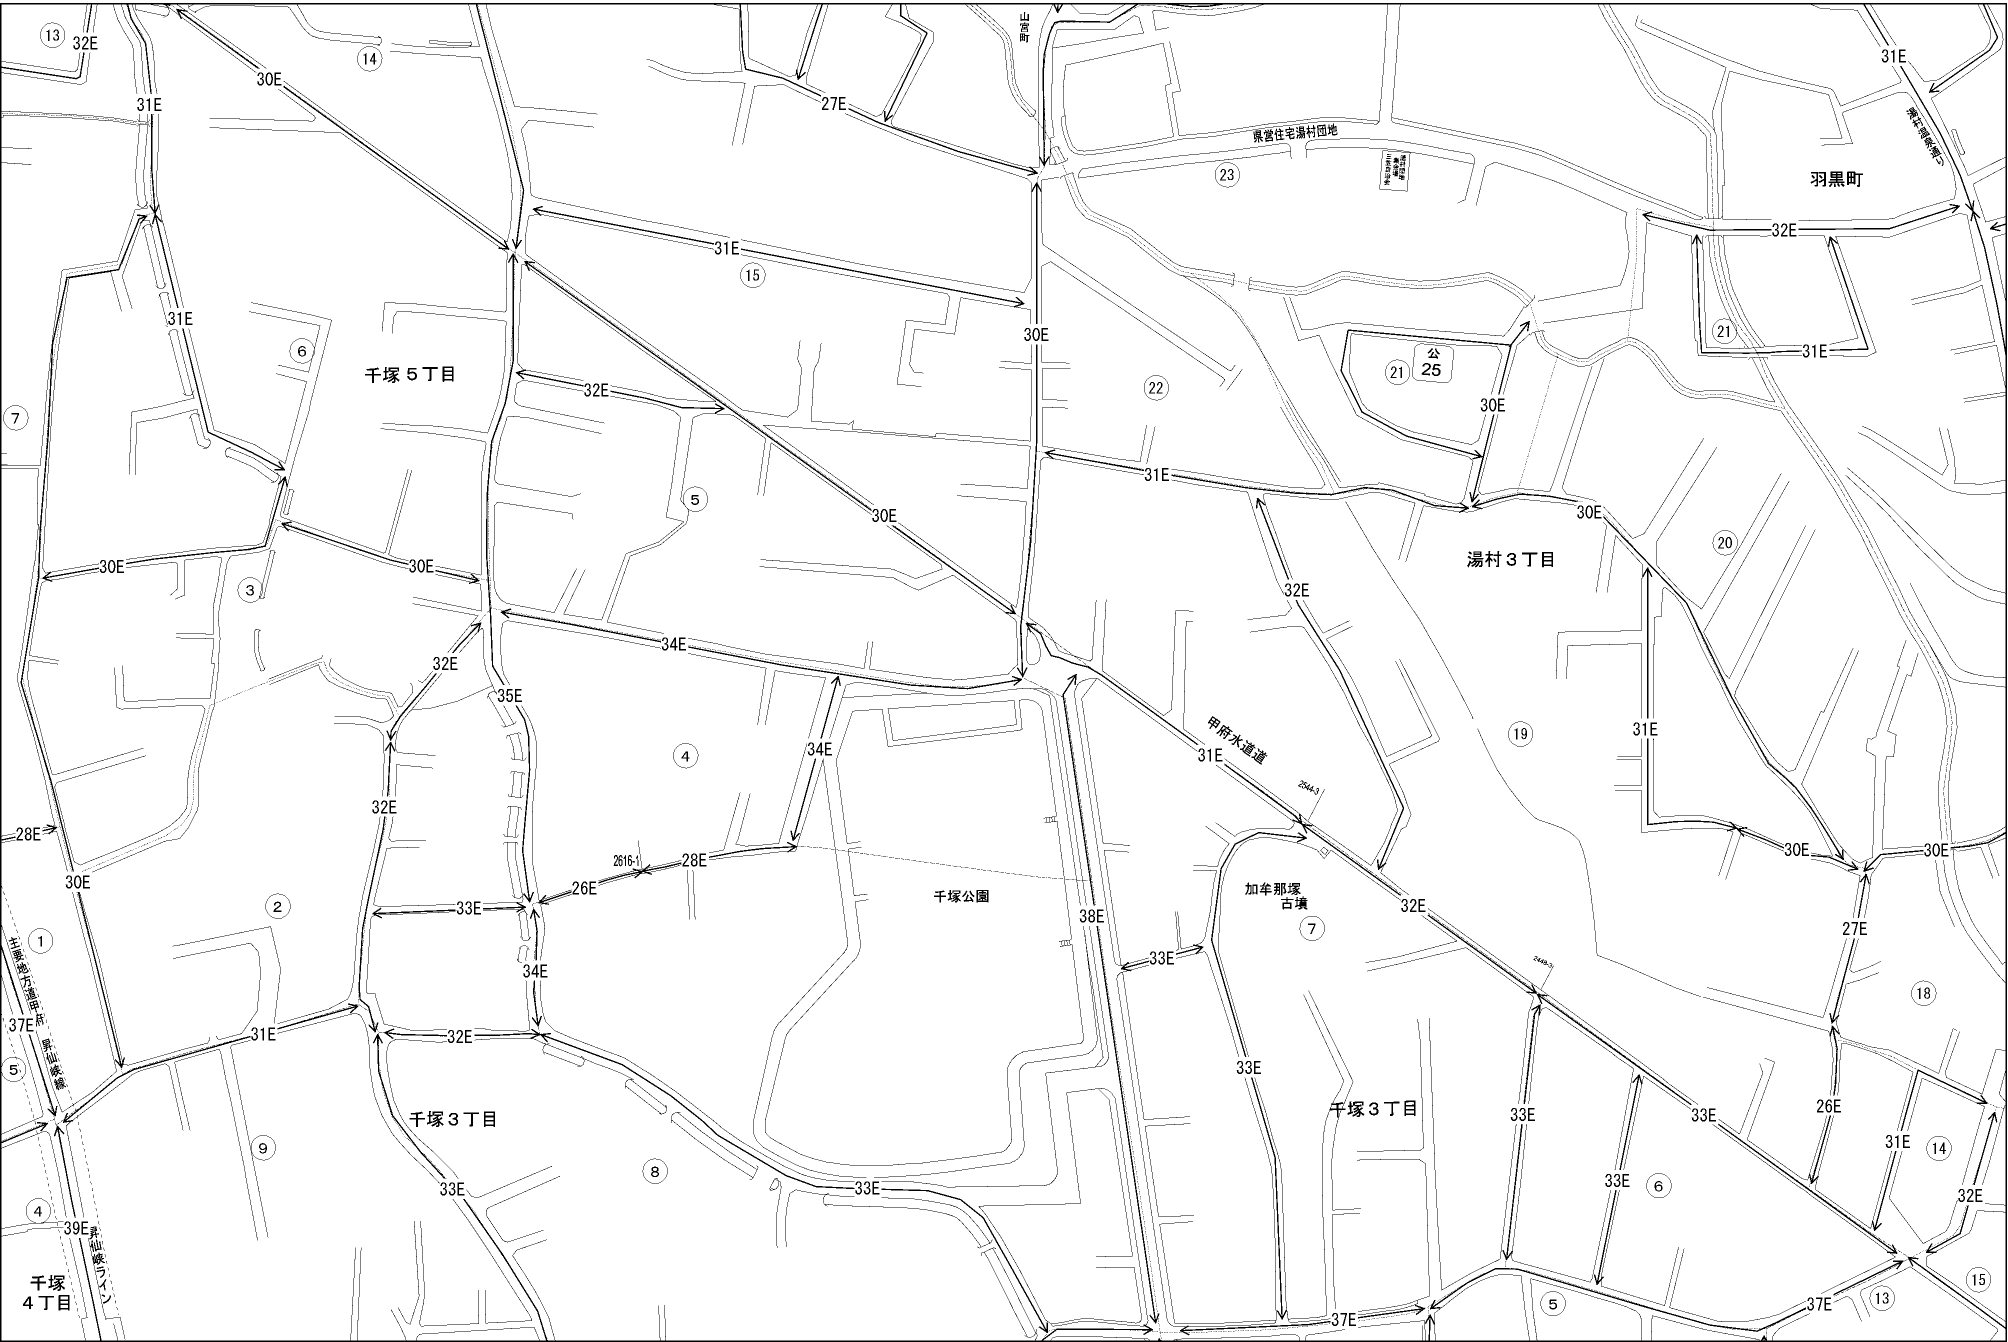 山宮町
⑬
32E
⑭
30E
31E
31E
27E
県営住宅湯村団地
湯村温泉通り
㉓
羽黒町
32E
31E
⑮
31E
⑥
千塚５丁目
30E
32E
㉒
㉑
公
25
㉑
31E
30E
⑦
⑤
30E
31E
30E
⑳
湯村３丁目
30E
③
30E
32E
32E
34E
35E
④
34E
甲府水道道
31E
⑲
31E
2544-3
32E
28E
30E
2616-1
26E
28E
30E
30E
②
33E
千塚公園
38E
加牟那塚
古墳
⑦
32E
27E
①
主要地方道甲府
昇仙峡線
34E
33E
2449-3
⑱
37E
31E
32E
33E
⑤
千塚３丁目
千塚３丁目
33E
33E
33E
26E
31E
⑭
⑨
⑧
33E
33E
33E
⑥
32E
④
39E
昇仙峡ライン
千塚
４丁目
37E
⑤
37E
⑬
⑮